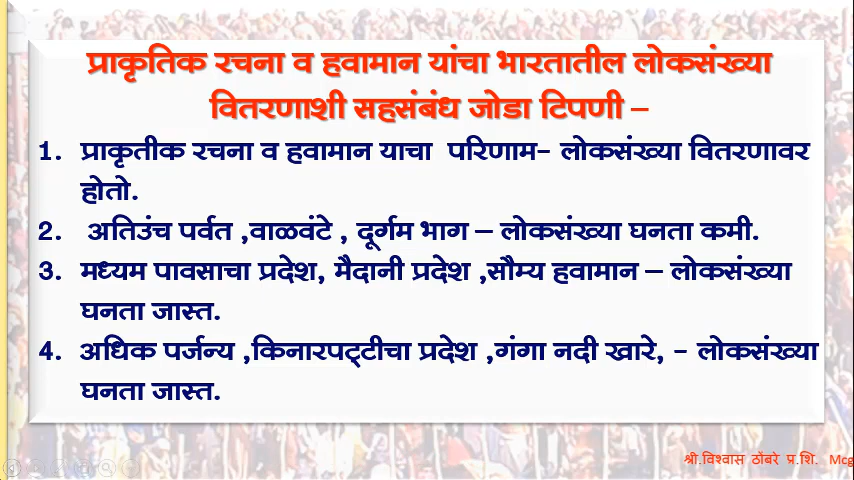 प्राकृतिक रचना व हवामान यांचा भारतातील लोकसंख्या
वितरणाशी सहसंबंध जोडा टिपणी –
1. प्राकृतीक रचना व हवामान याचा परिणाम- लोकसंख्या वितरणावर
होतो.
2. अतिउंच पर्वत ,वाळवंटे , दूर्गम भाग – लोकसंख्या घनता कमी.
3. मध्यम पावसाचा प्रदेश, मैदानी प्रदेश ,सौम्य हवामान – लोकसंख्या
घनता जास्त.
4. अधिक पर्जन्य ,किनारपट्टीचा प्रदेश ,गंगा नदी खारे, - लोकसंख्या
घनता जास्त.
श्री.विश्वास ठोंबरे प्र.शि. Mcg